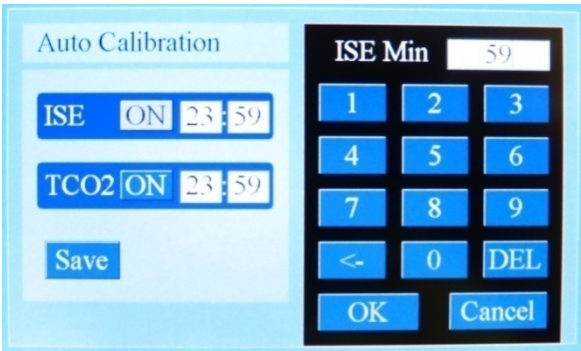 Auto Calibration
ISE ON 23:59
TCO2 ON 23:59
Save
ISE Min 59
1 2 3
4 5 6
7 8 9
<- 0 DEL
OK Cancel